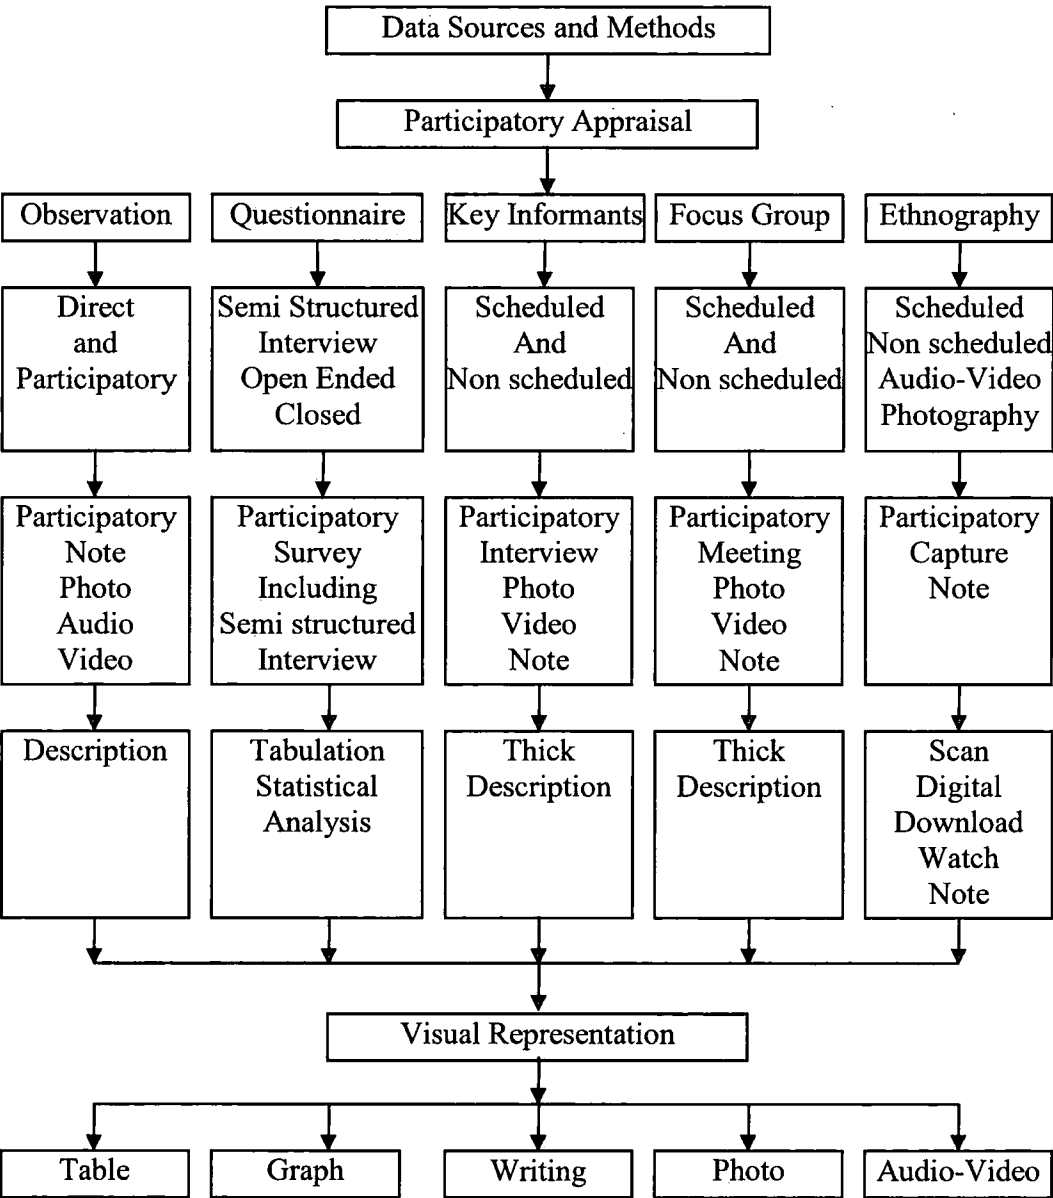 Data Sources and Methods
Participatory Appraisal
Observation
Questionnaire
Key Informants
Focus Group
Ethnography
Direct
and
Participatory
Semi Structured
Interview
Open Ended
Closed
Scheduled
And
Non scheduled
Scheduled
And
Non scheduled
Scheduled
Non scheduled
Audio-Video
Photography
Participatory
Note
Photo
Audio
Video
Participatory
Survey
Including
Semi structured
Interview
Participatory
Interview
Photo
Video
Note
Participatory
Meeting
Photo
Video
Note
Participatory
Capture
Note
Description
Tabulation
Statistical
Analysis
Thick
Description
Thick
Description
Scan
Digital
Download
Watch
Note
Visual Representation
Table
Graph
Writing
Photo
Audio-Video